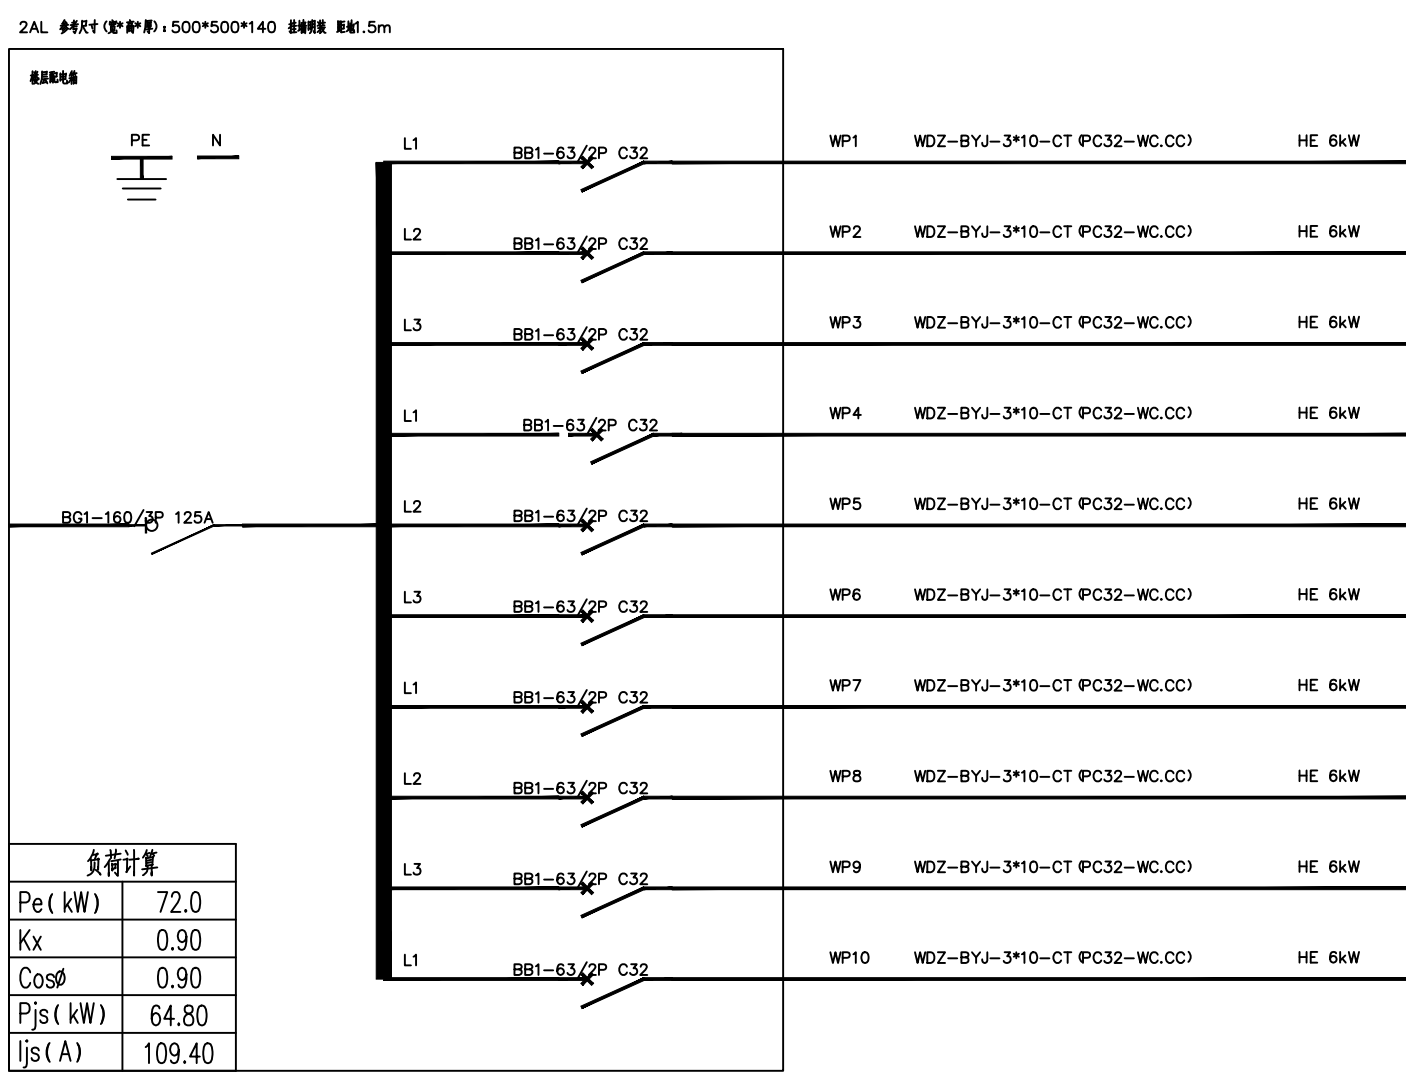 2AL 参考尺寸(宽*高*厚):500*500*140 挂墙明装 距地1.5m
楼层配电箱
PE N
L1 BB1-63/2P C32 WP1 WDZ-BYJ-3*10-CT (PC32-WC.CC) HE 6kW
L2 BB1-63/2P C32 WP2 WDZ-BYJ-3*10-CT (PC32-WC.CC) HE 6kW
L3 BB1-63/2P C32 WP3 WDZ-BYJ-3*10-CT (PC32-WC.CC) HE 6kW
L1 BB1-63/2P C32 WP4 WDZ-BYJ-3*10-CT (PC32-WC.CC) HE 6kW
BG1-160/3P 125A
L2 BB1-63/2P C32 WP5 WDZ-BYJ-3*10-CT (PC32-WC.CC) HE 6kW
L3 BB1-63/2P C32 WP6 WDZ-BYJ-3*10-CT (PC32-WC.CC) HE 6kW
L1 BB1-63/2P C32 WP7 WDZ-BYJ-3*10-CT (PC32-WC.CC) HE 6kW
L2 BB1-63/2P C32 WP8 WDZ-BYJ-3*10-CT (PC32-WC.CC) HE 6kW
L3 BB1-63/2P C32 WP9 WDZ-BYJ-3*10-CT (PC32-WC.CC) HE 6kW
L1 BB1-63/2P C32 WP10 WDZ-BYJ-3*10-CT (PC32-WC.CC) HE 6kW
负荷计算
Pe(kW) 72.0
Kx 0.90
Cosø 0.90
Pjs(kW) 64.80
Ijs(A) 109.40